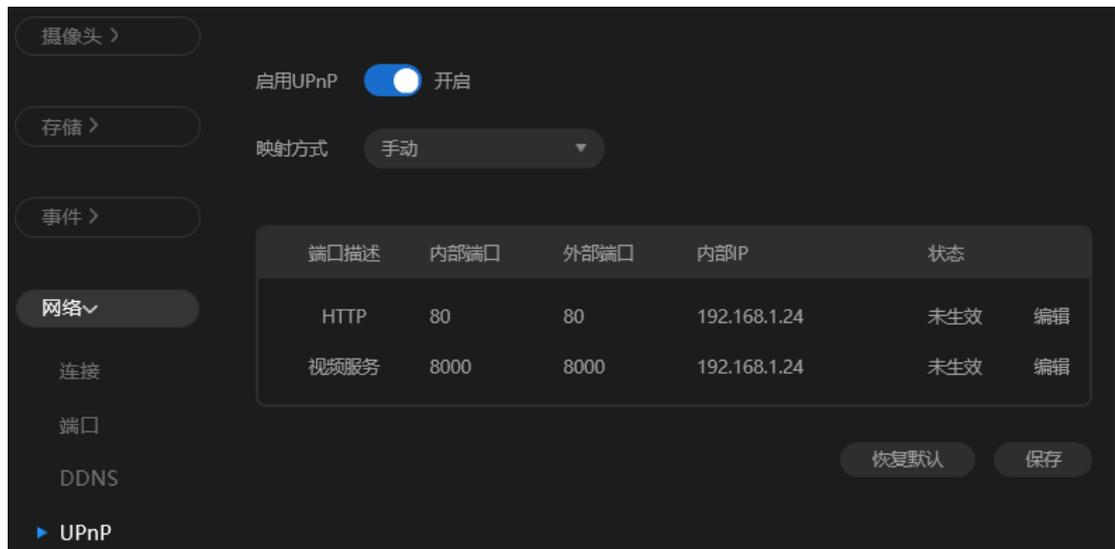 摄像头
启用UPnP 开启
存储
映射方式 手动
事件
端口描述 内部端口 外部端口 内部IP 状态
网络
HTTP 80 80 192.168.1.24 未生效 编辑
视频服务 8000 8000 192.168.1.24 未生效 编辑
连接
端口
恢复默认 保存
DDNS
UPnP